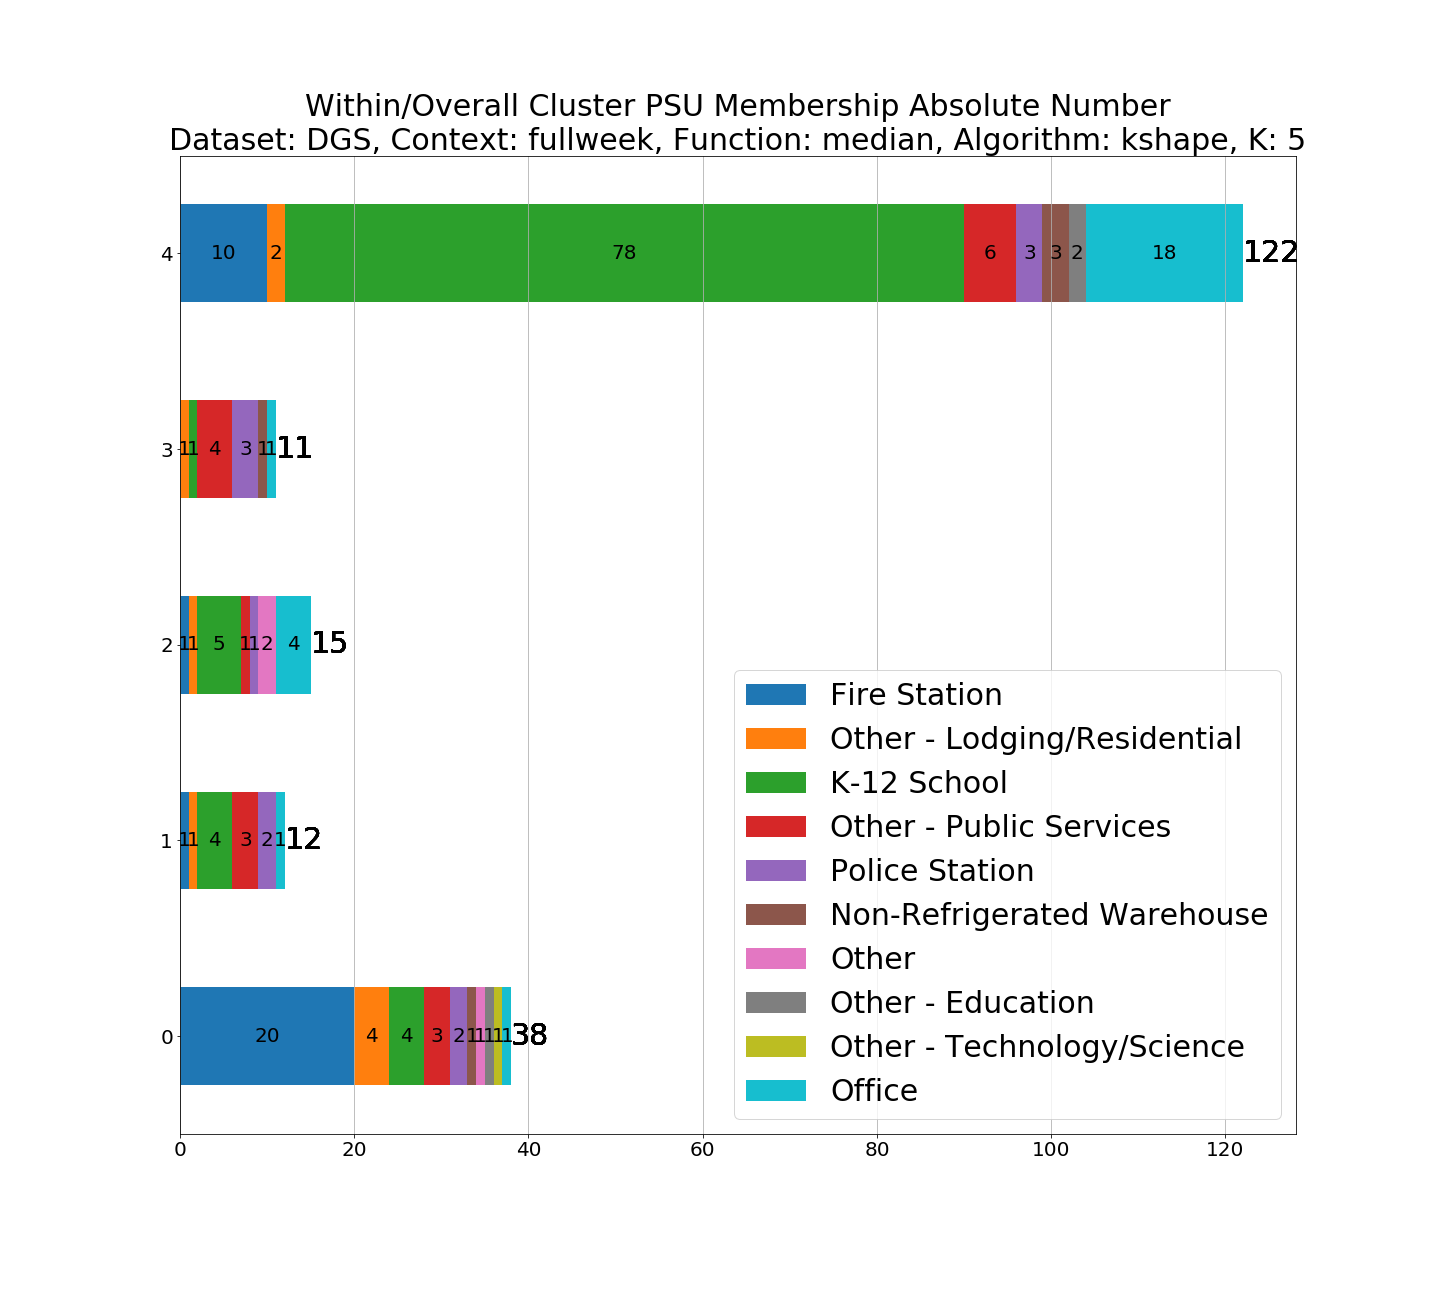 Within/Overall Cluster PSU Membership Absolute Number
Dataset: DGS, Context: fullweek, Function: median, Algorithm: kshape, K: 5
4 10 2 78 6 3 3 2 18 122
3 1 1 4 3 1 1 11
2 1 1 5 1 1 2 4 15
1 1 1 4 3 2 1 12
0 20 4 4 3 2 1 1 1 1 1 38
Fire Station
Other - Lodging/Residential
K-12 School
Other - Public Services
Police Station
Non-Refrigerated Warehouse
Other
Other - Education
Other - Technology/Science
Office
0 20 40 60 80 100 120